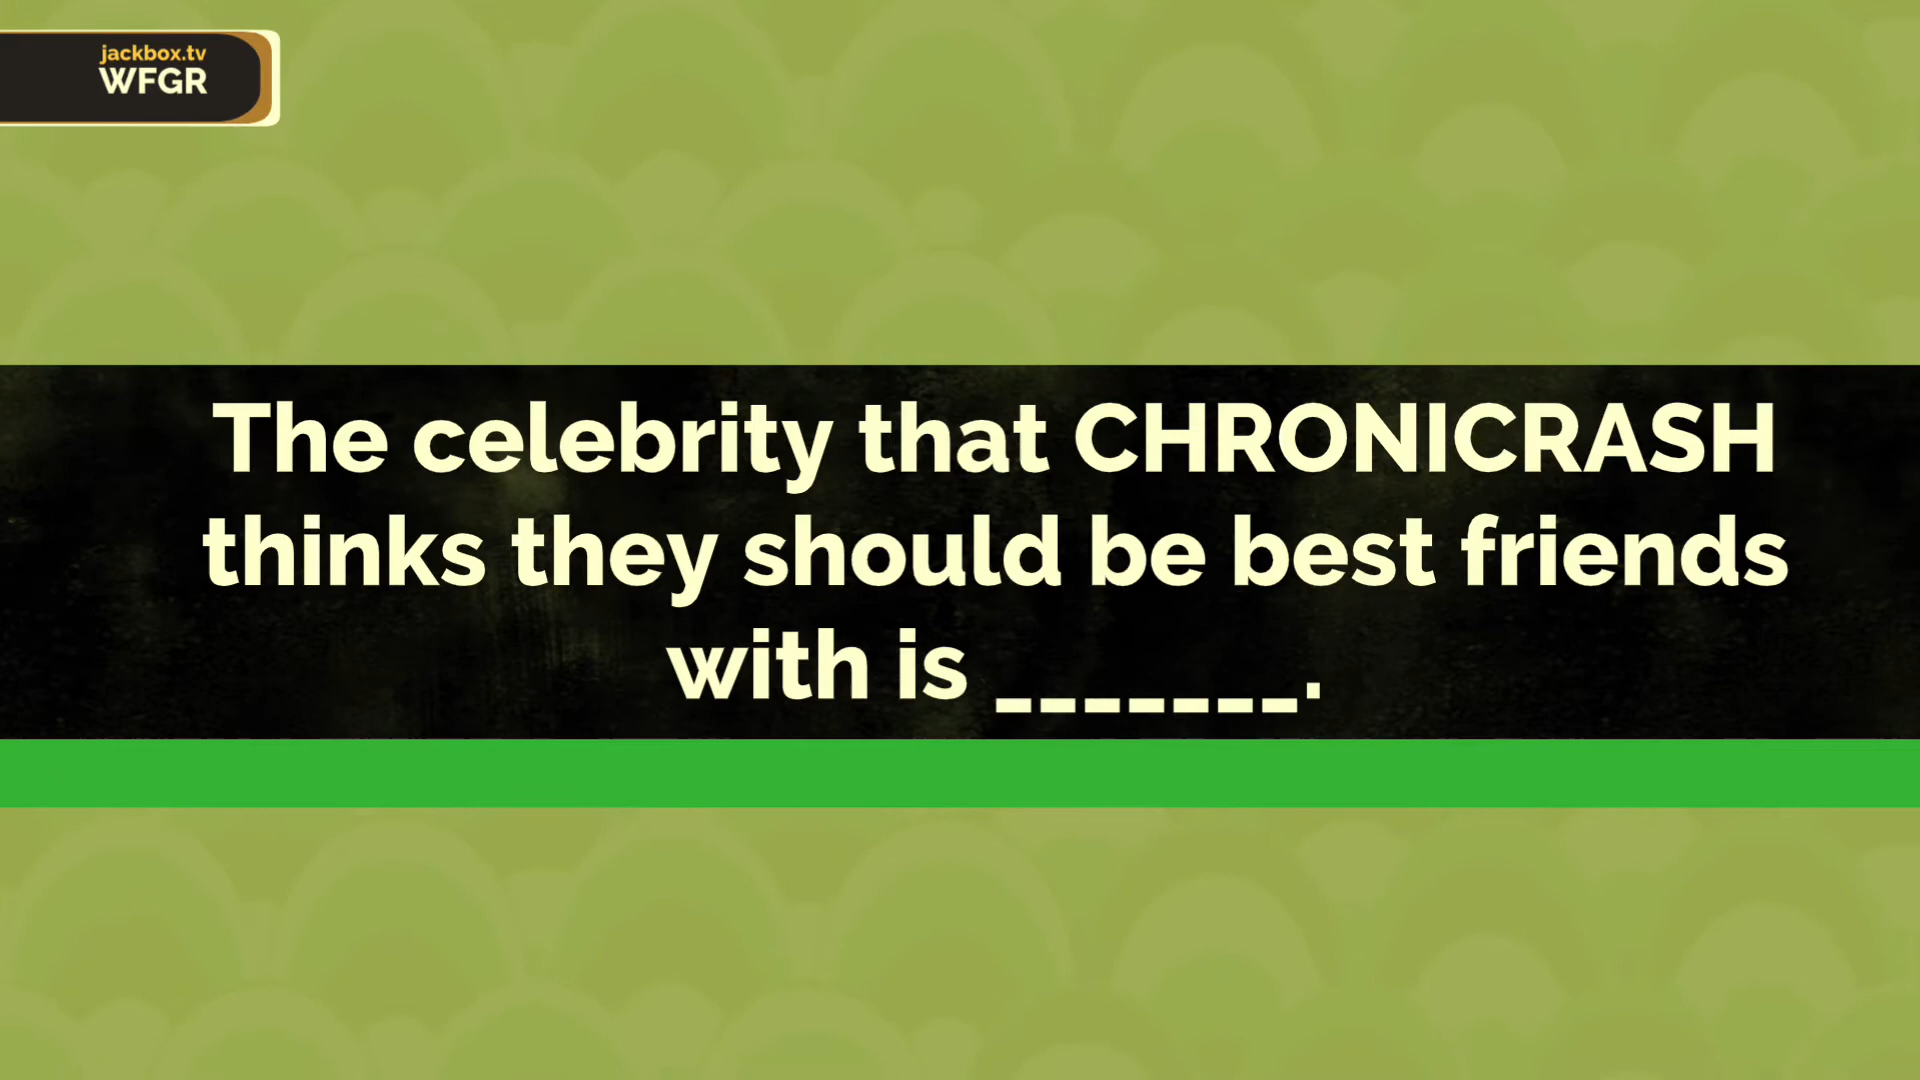 jackbox.tv
WFGR
The celebrity that CHRONICRASH
thinks they should be best friends
with is _______.